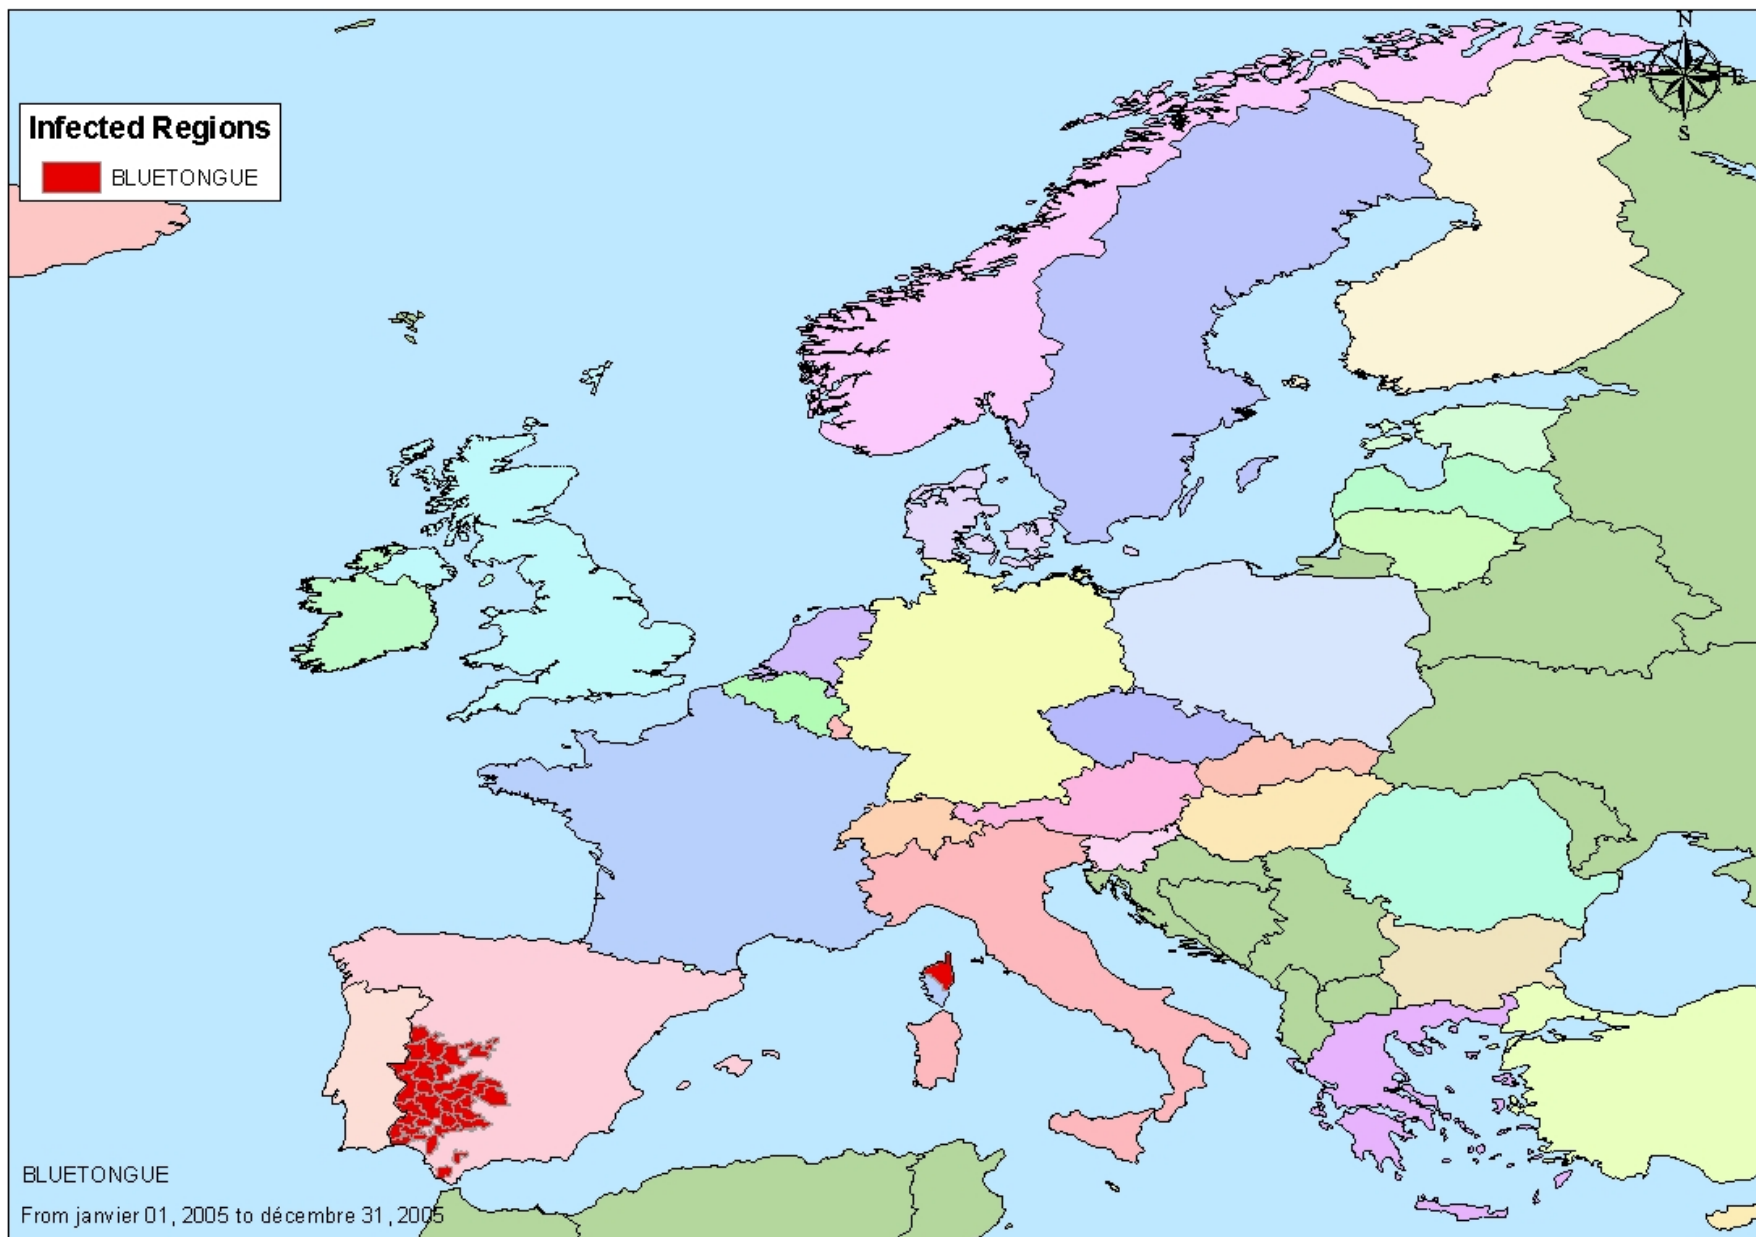 N
S
Infected Regions
BLUETONGUE
BLUETONGUE
From janvier 01, 2005 to décembre 31, 2005